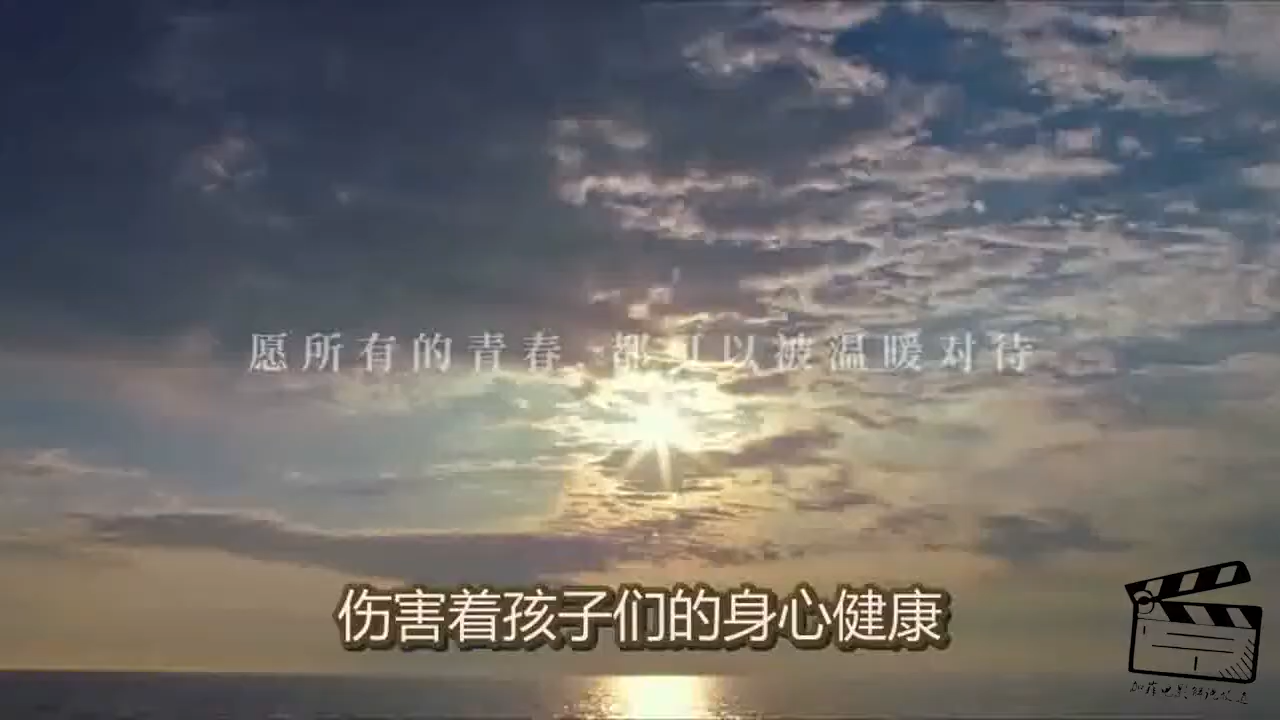 愿所有的青春 都可以被温暖对待
伤害着孩子们的身心健康